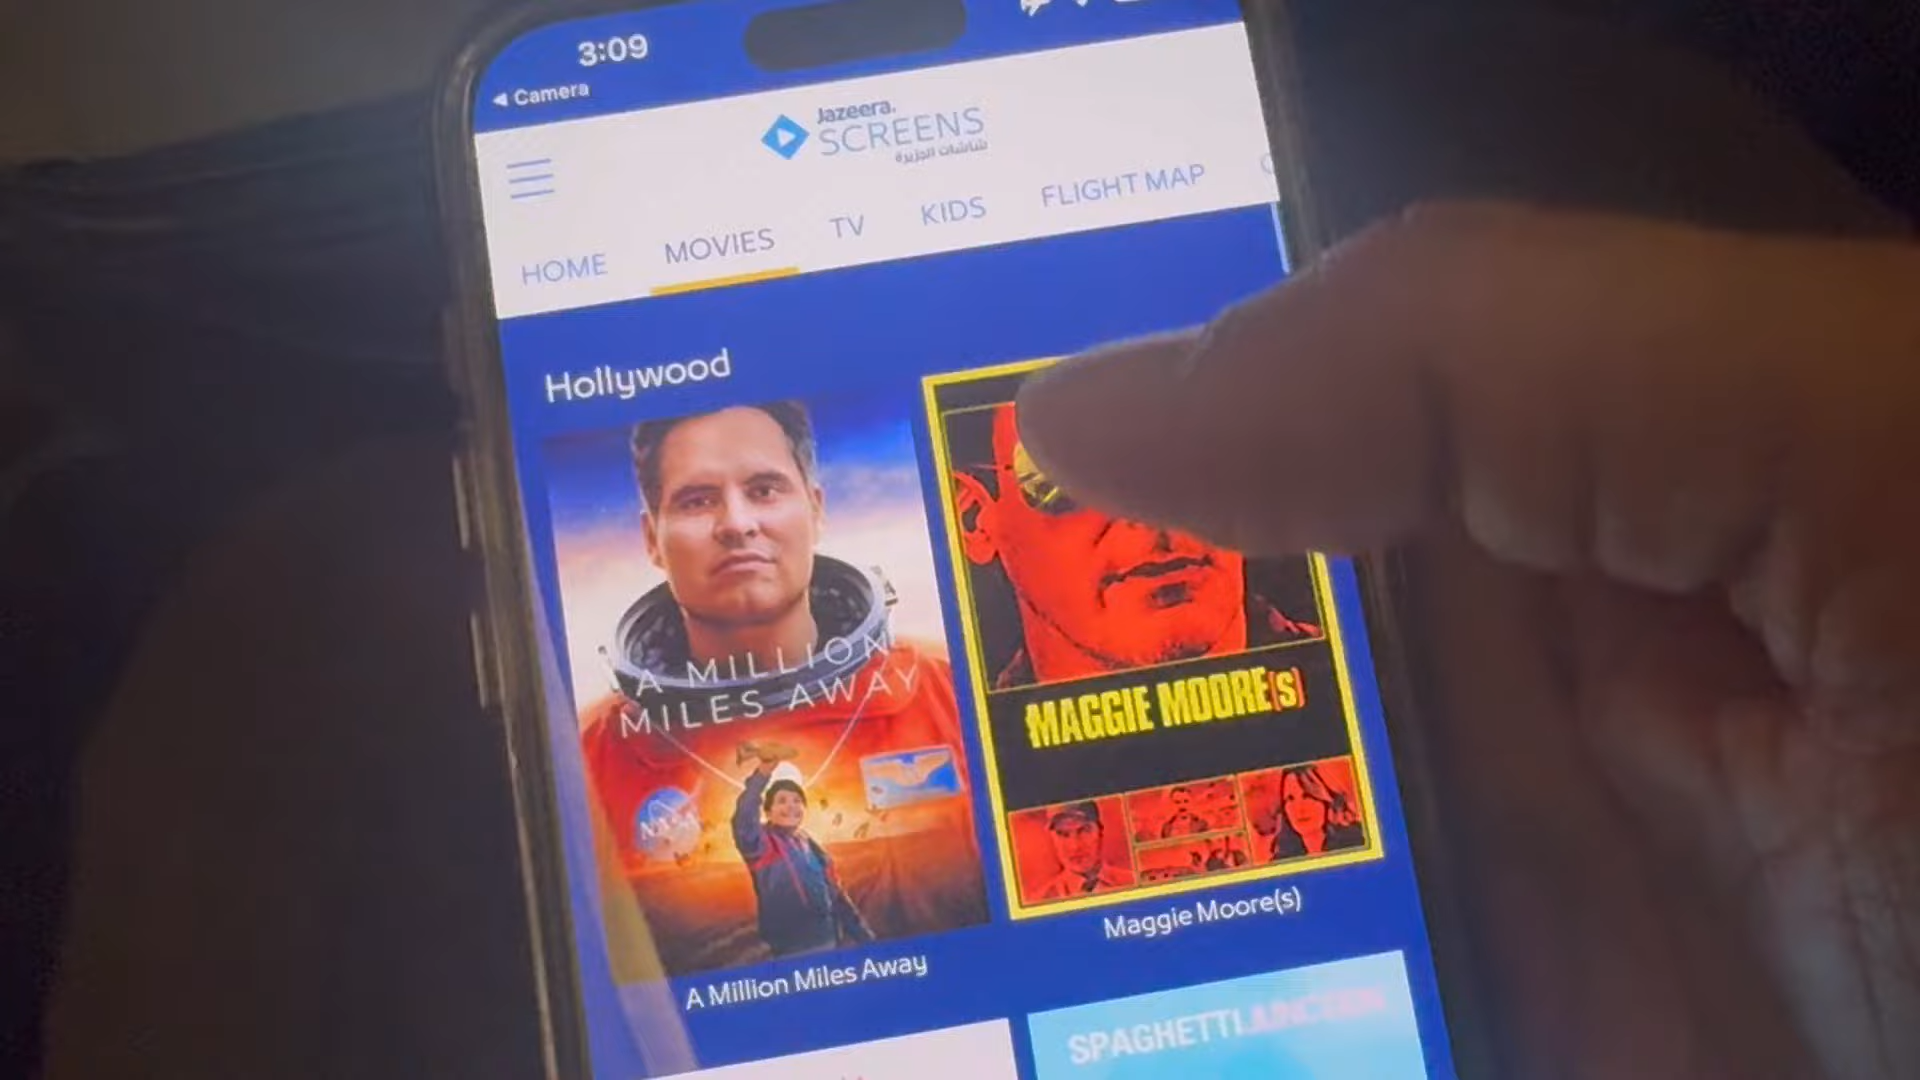 3:09
Camera
Jazeera.
SCREENS
شاشات الجزيرة
HOME
MOVIES
TV
KIDS
FLIGHT MAP
Hollywood
A MILLION
MILES AWAY
NASA
MAGGIE MOORE(S)
A Million Miles Away
Maggie Moore(s)
SPAGHETTI JUNCTION